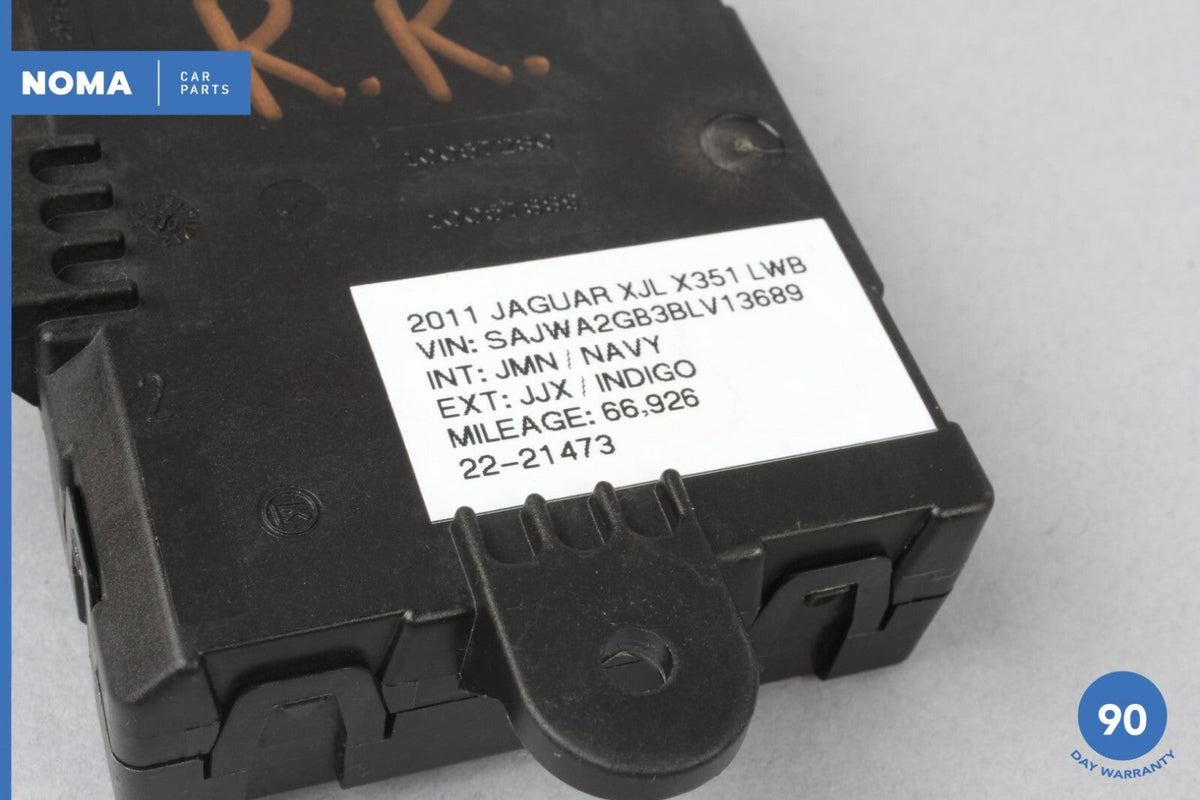 R.R.
NOMA
CAR
PARTS
2011 JAGUAR XJL X351 LWB
VIN: SAJWA2GB3BLV13689
INT: JMN / NAVY
EXT: JJX / INDIGO
MILEAGE: 66,926
22-21473
2
90
DAY WARRANTY